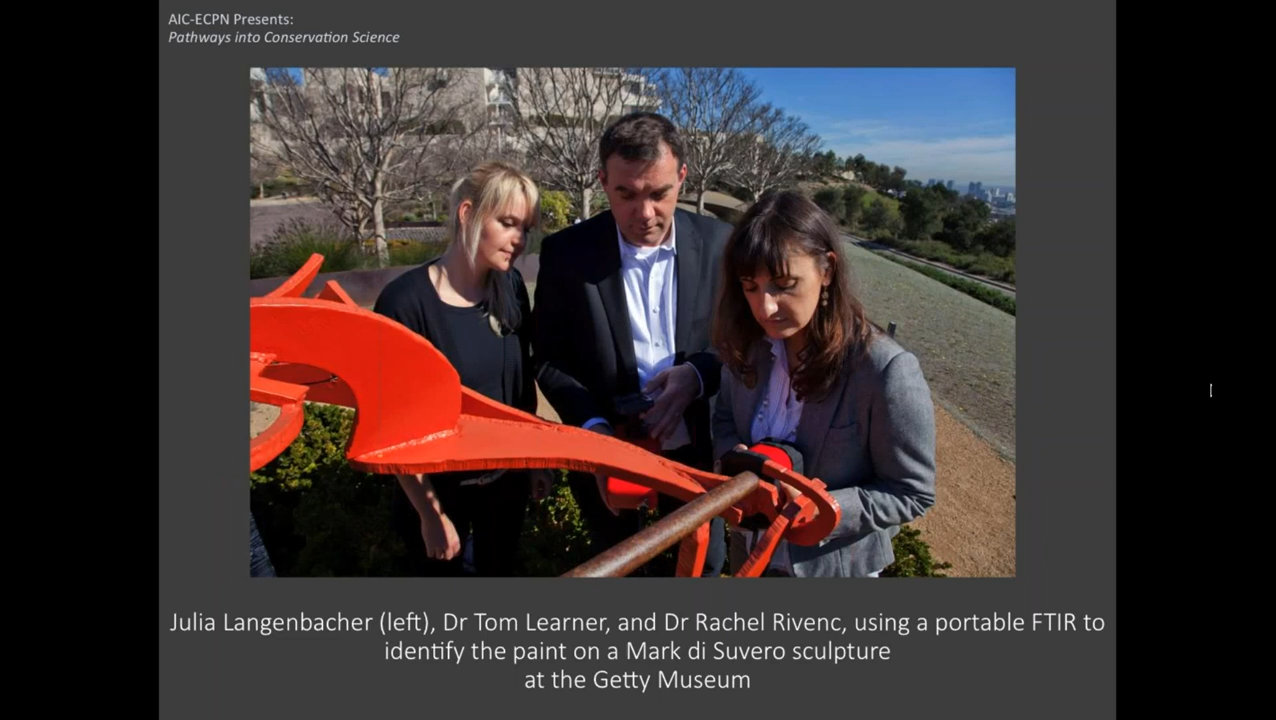 AIC-ECPN Presents:
Pathways into Conservation Science
Julia Langenbacher (left), Dr Tom Learner, and Dr Rachel Rivenc, using a portable FTIR to
identify the paint on a Mark di Suvero sculpture
at the Getty Museum